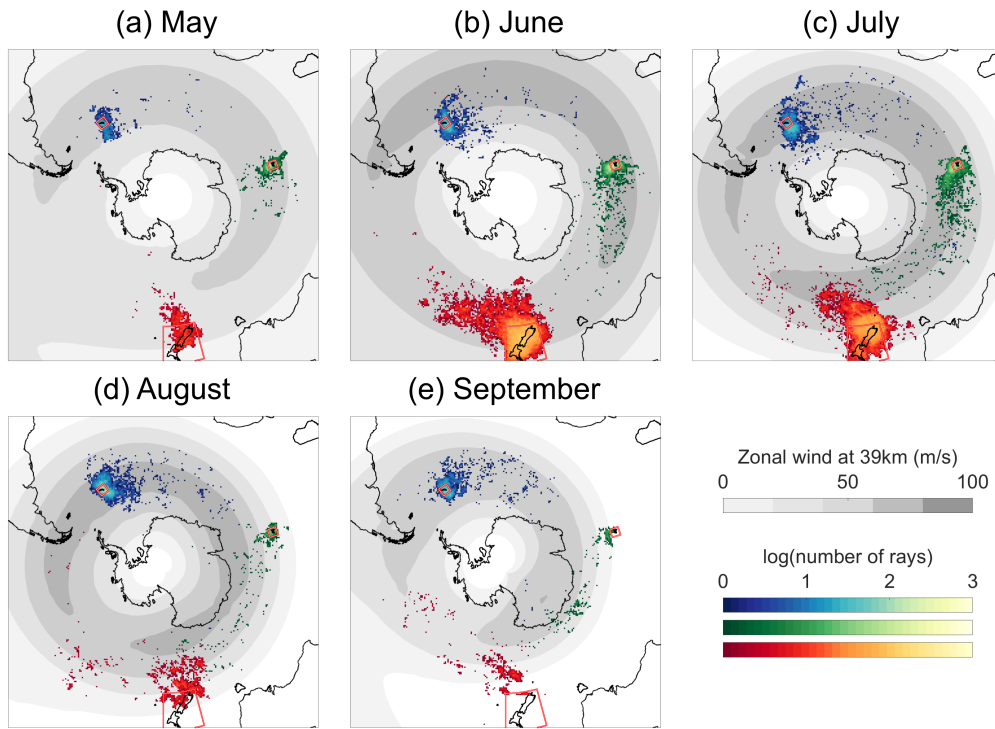 (a) May
(b) June
(c) July
(d) August
(e) September
Zonal wind at 39km (m/s)
0 50 100
log(number of rays)
0 1 2 3